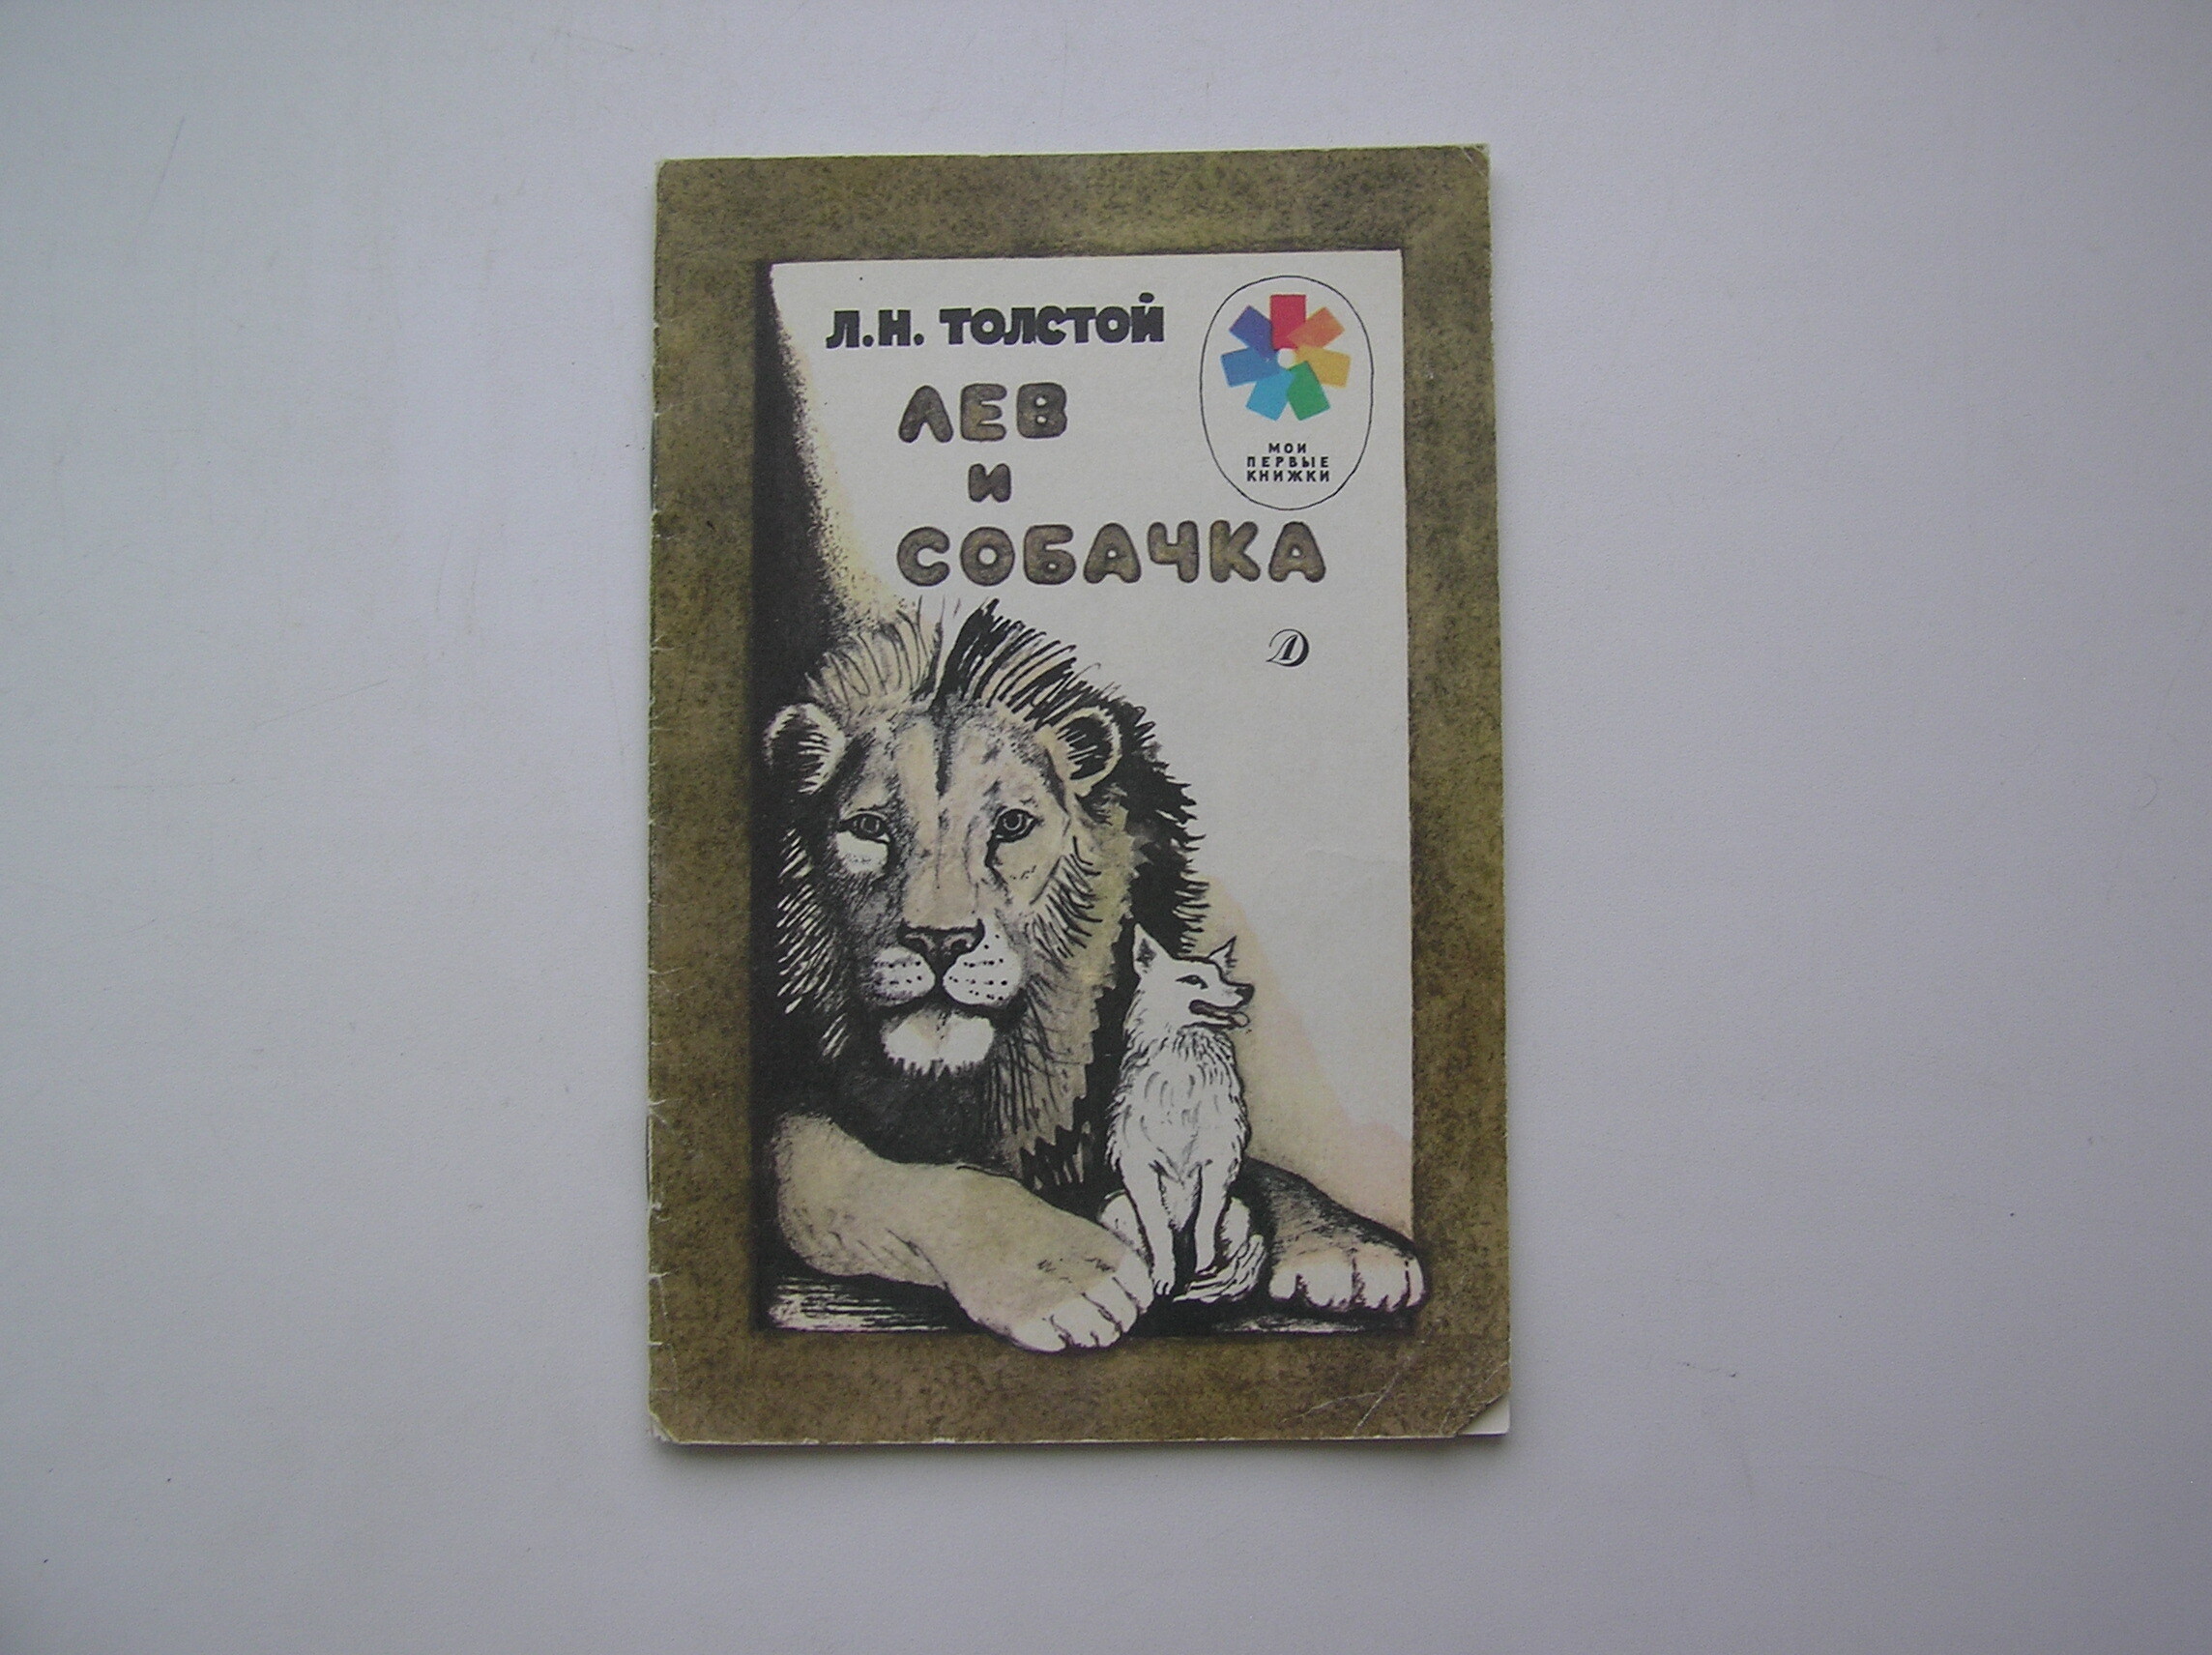 Л.Н. ТОЛСТОЙ
ЛЕВ
И
СОБАЧКА
МОИ
ПЕРВЫЕ
КНИЖКИ
Д